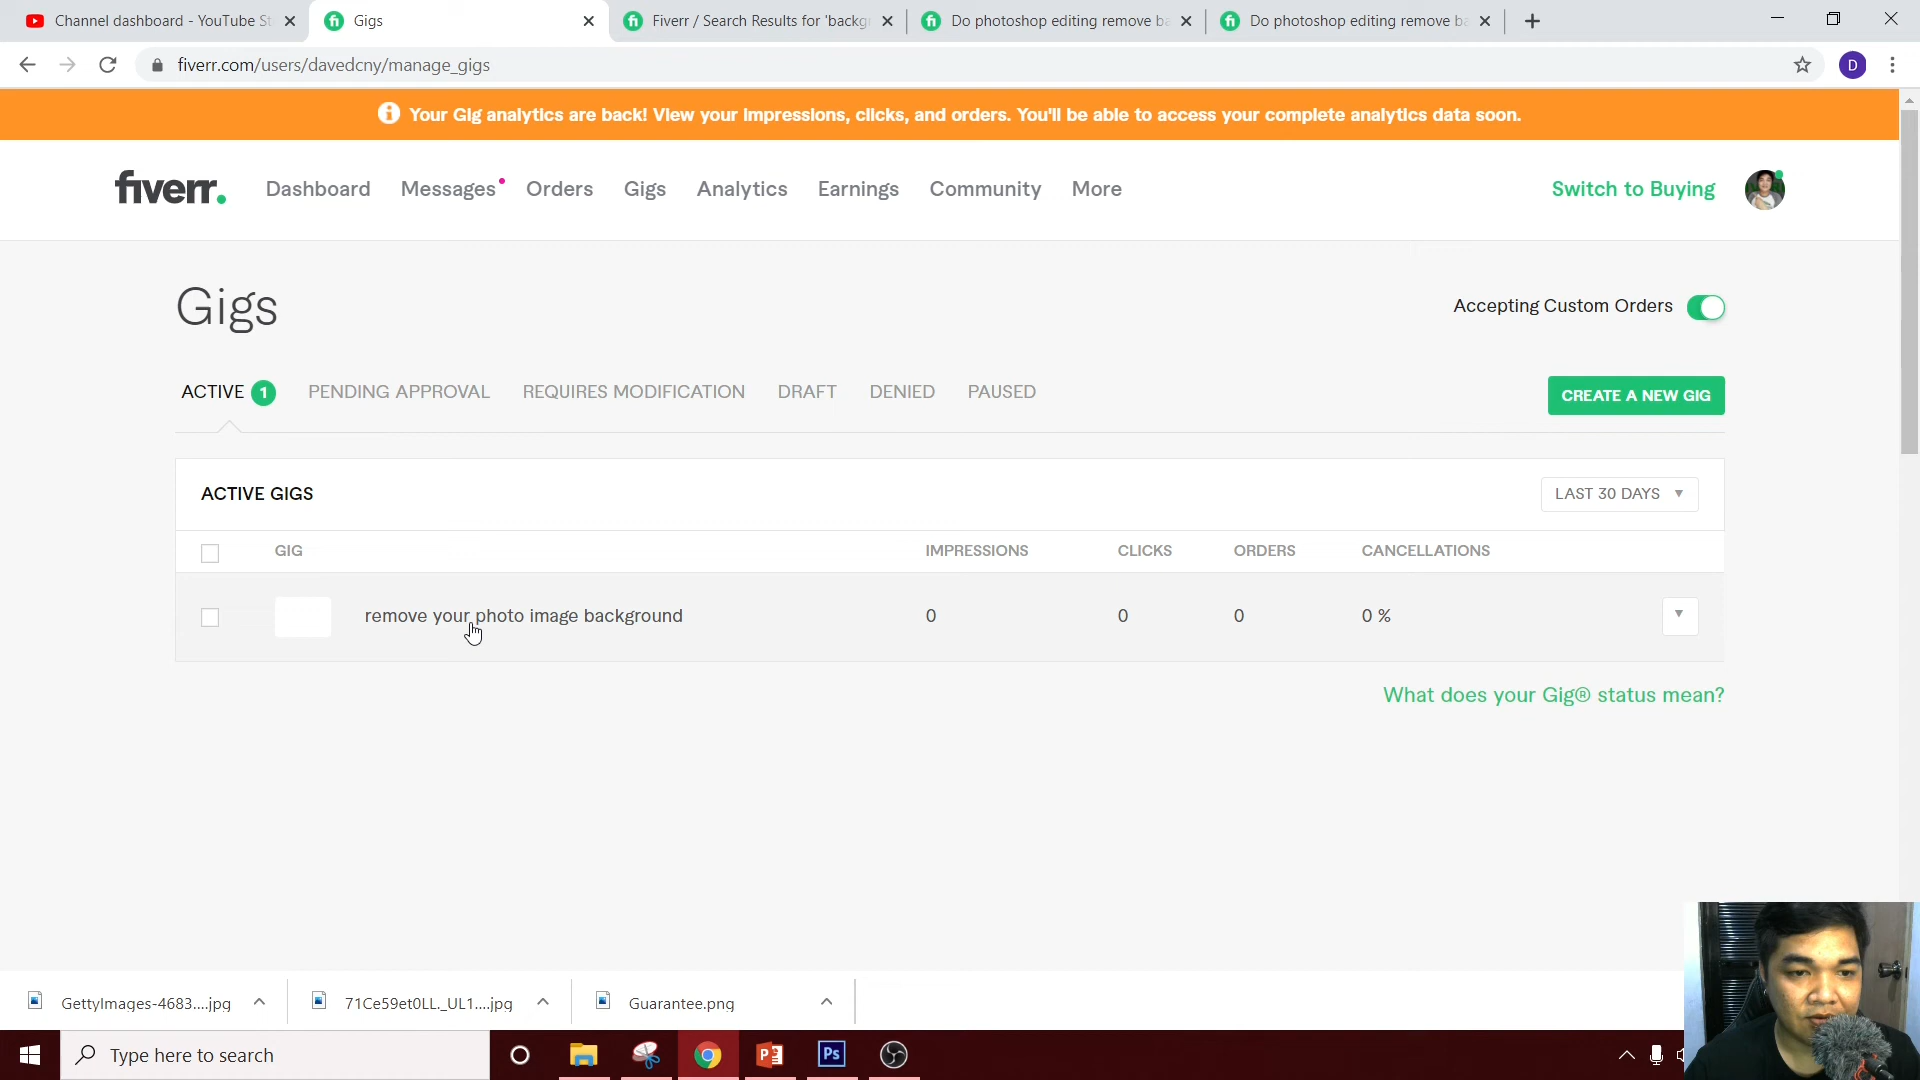 Channel dashboard - YouTube St
Gigs
Fiverr / Search Results for 'backg
Do photoshop editing remove ba
Do photoshop editing remove ba
fiverr.com/users/davedcny/manage_gigs
D
Your Gig analytics are back! View your impressions, clicks, and orders. You'll be able to access your complete analytics data soon.
fiverr.
Dashboard
Messages
Orders
Gigs
Analytics
Earnings
Community
More
Switch to Buying
Gigs
Accepting Custom Orders
ACTIVE 1
PENDING APPROVAL
REQUIRES MODIFICATION
DRAFT
DENIED
PAUSED
CREATE A NEW GIG
ACTIVE GIGS
LAST 30 DAYS
GIG
IMPRESSIONS
CLICKS
ORDERS
CANCELLATIONS
remove your photo image background
0
0
0
0 %
What does your Gig® status mean?
GettyImages-4683....jpg
71Ce59et0LL._UL1....jpg
Guarantee.png
Type here to search
Ps